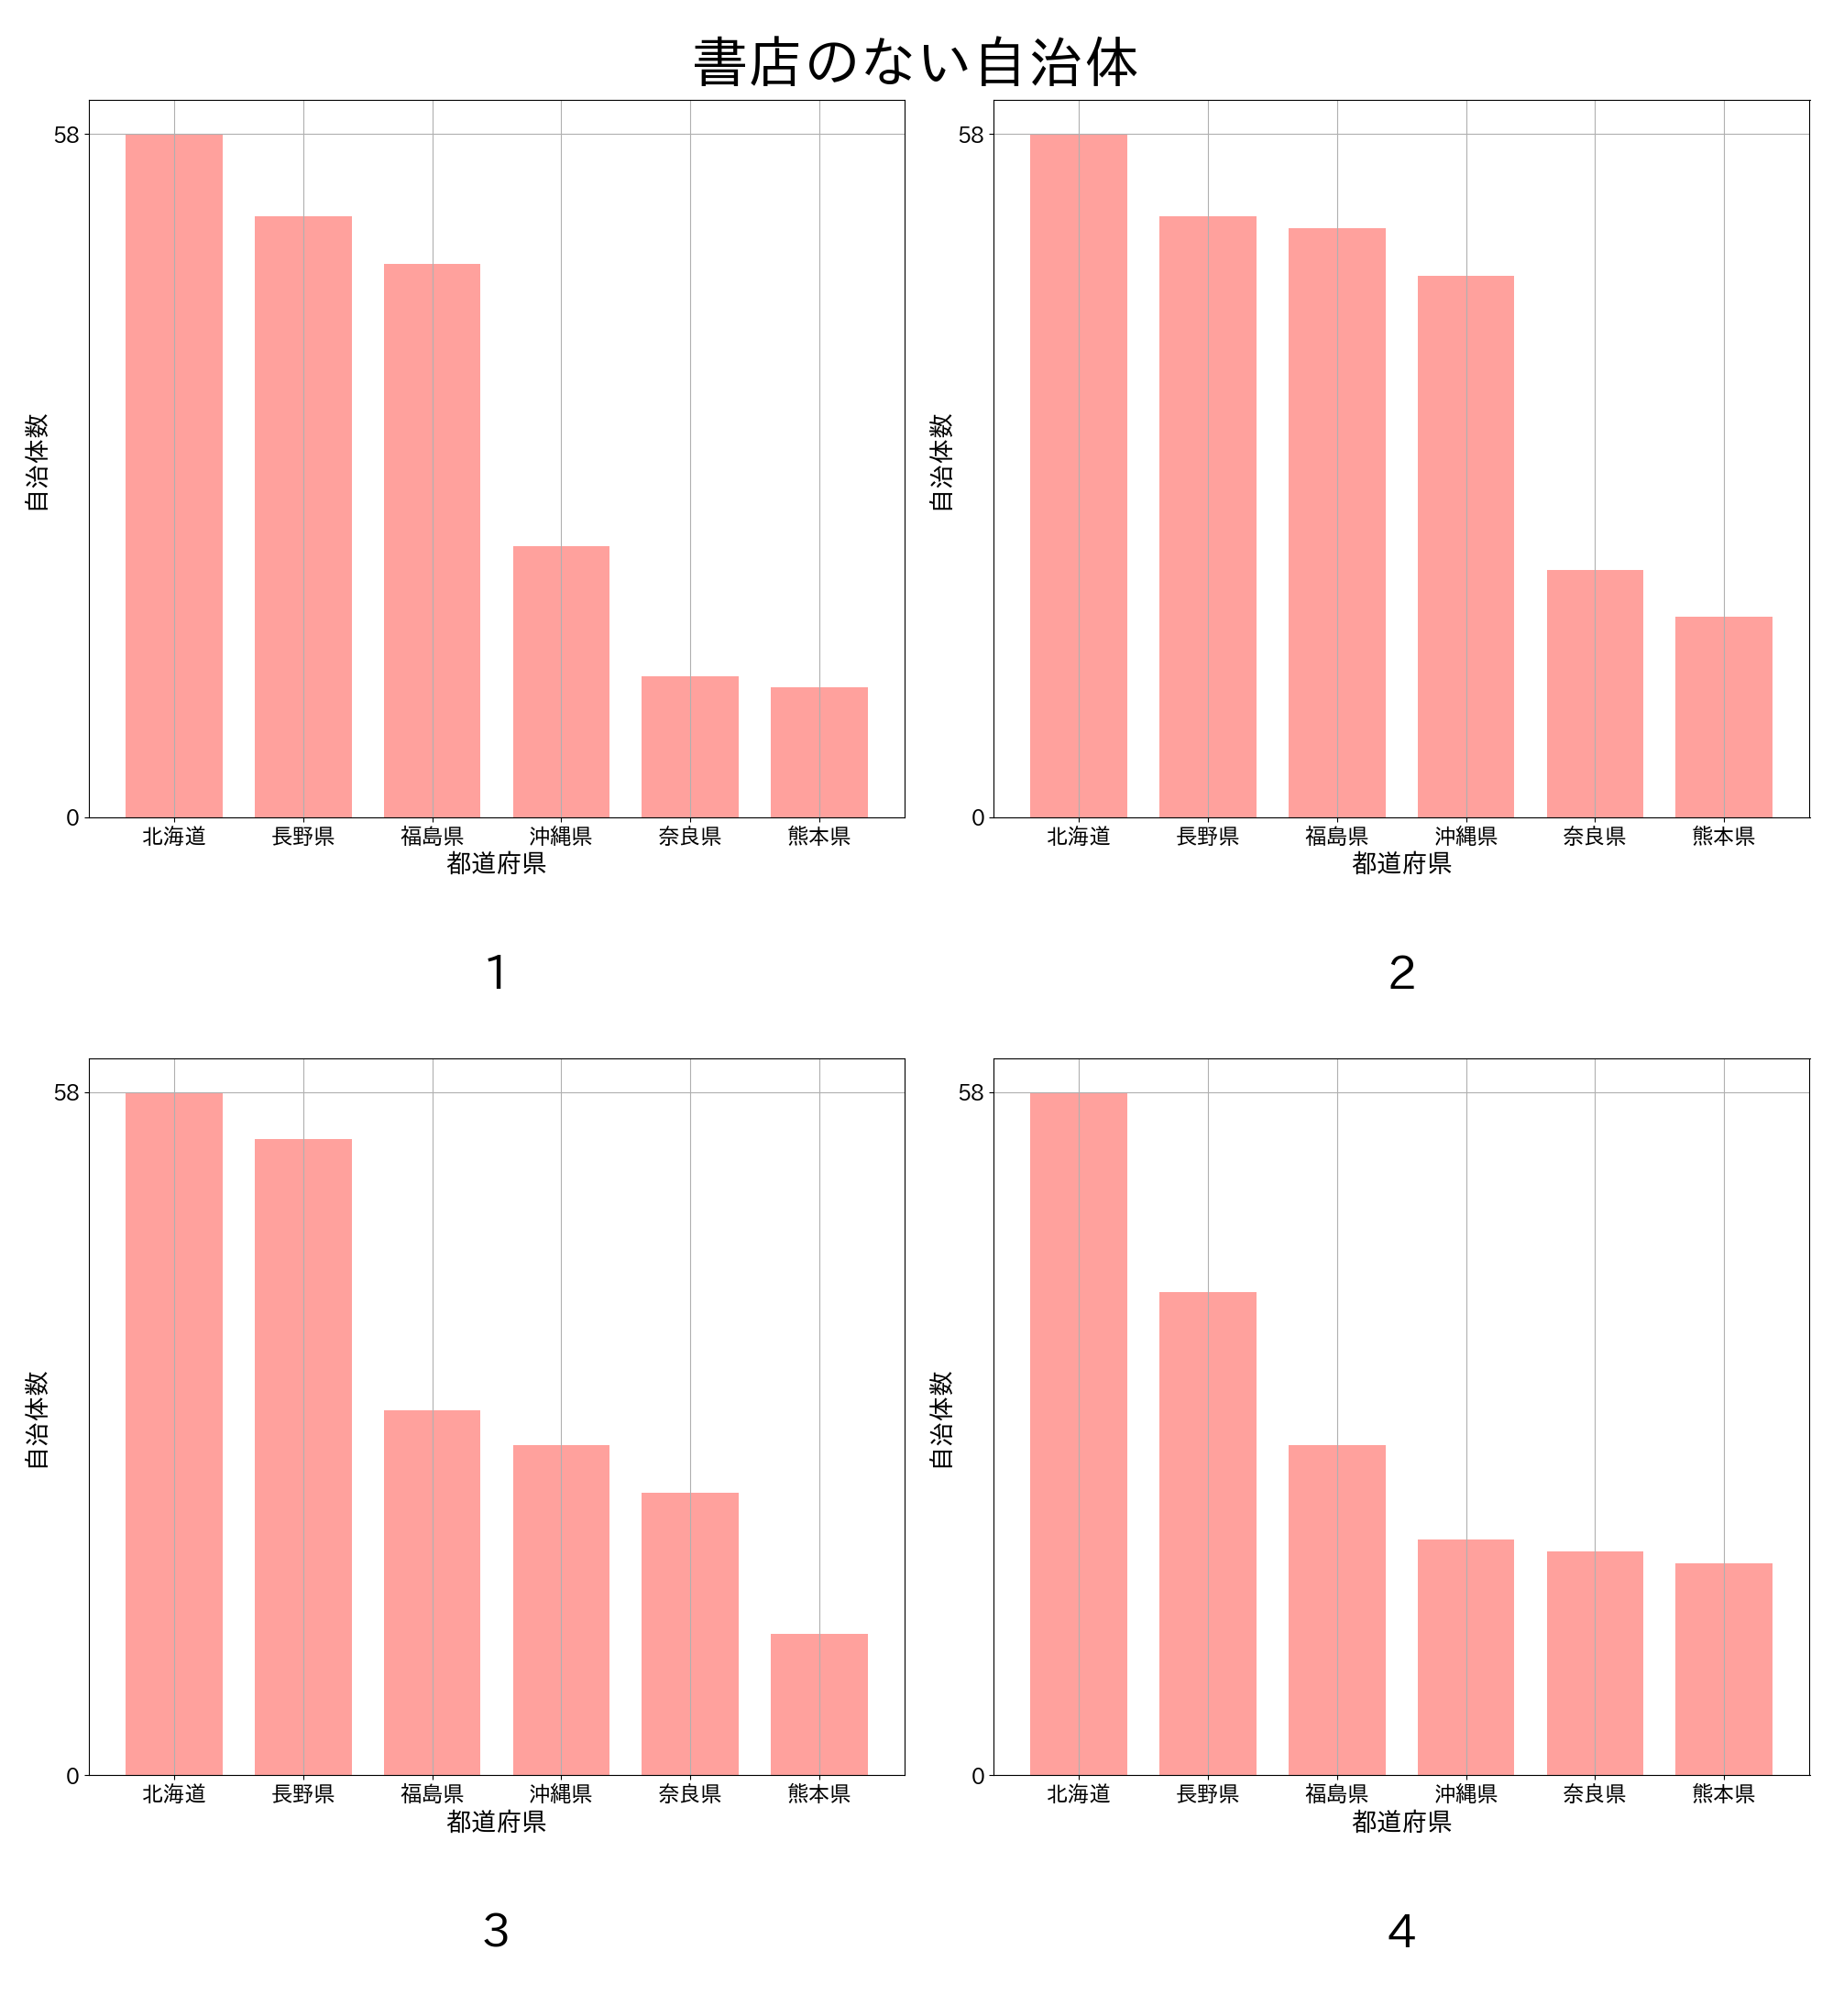 書店のない自治体
58
0
自治体数
北海道 長野県 福島県 沖縄県 奈良県 熊本県
都道府県
1
58
0
自治体数
北海道 長野県 福島県 沖縄県 奈良県 熊本県
都道府県
2
58
0
自治体数
北海道 長野県 福島県 沖縄県 奈良県 熊本県
都道府県
3
58
0
自治体数
北海道 長野県 福島県 沖縄県 奈良県 熊本県
都道府県
4